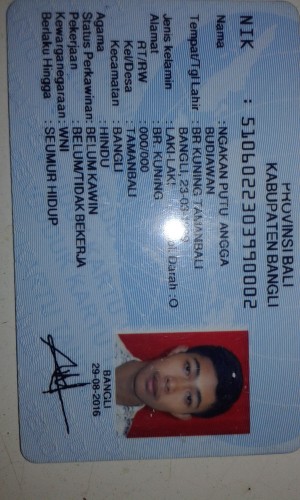 PROVINSI BALI
KABUPATEN BANGLI
NIK : 5106022303990002
Nama : NGAKAN PUTU ANGGA
BUDIAWAN
Tempat/Tgl Lahir : BR KUNING TAMANBALI
BANGLI, 23-03-
Jenis kelamin : LAKI-LAKI Darah :O
Alamat : BR. KUNING
RT/RW : 000/000
Kel/Desa : TAMANBALI
Kecamatan : BANGLI
Agama : HINDU
Status Perkawinan: BELUM KAWIN
Pekerjaan : BELUM/TIDAK BEKERJA
Kewarganegaraan: WNI
Berlaku Hingga : SEUMUR HIDUP
BANGLI
29-08-2016